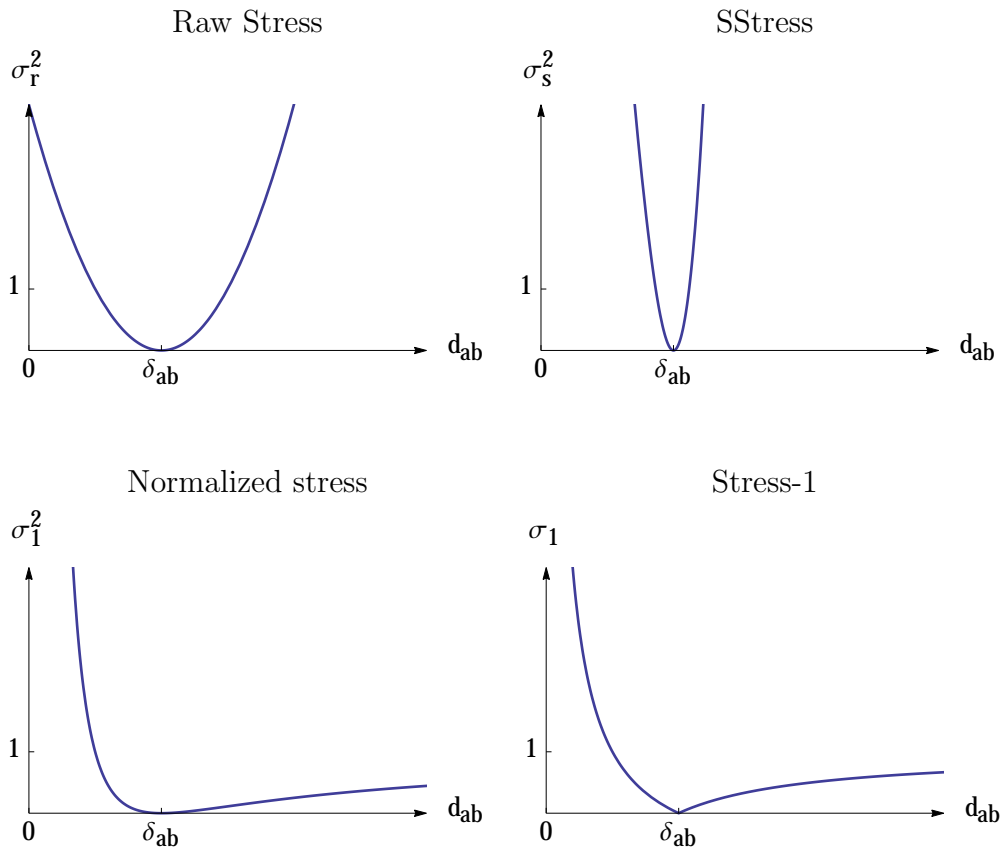 Raw Stress
σ_r^2
1
0
δ_ab
d_ab
SStress
σ_s^2
1
0
δ_ab
d_ab
Normalized stress
σ_1^2
1
0
δ_ab
d_ab
Stress-1
σ_1
1
0
δ_ab
d_ab